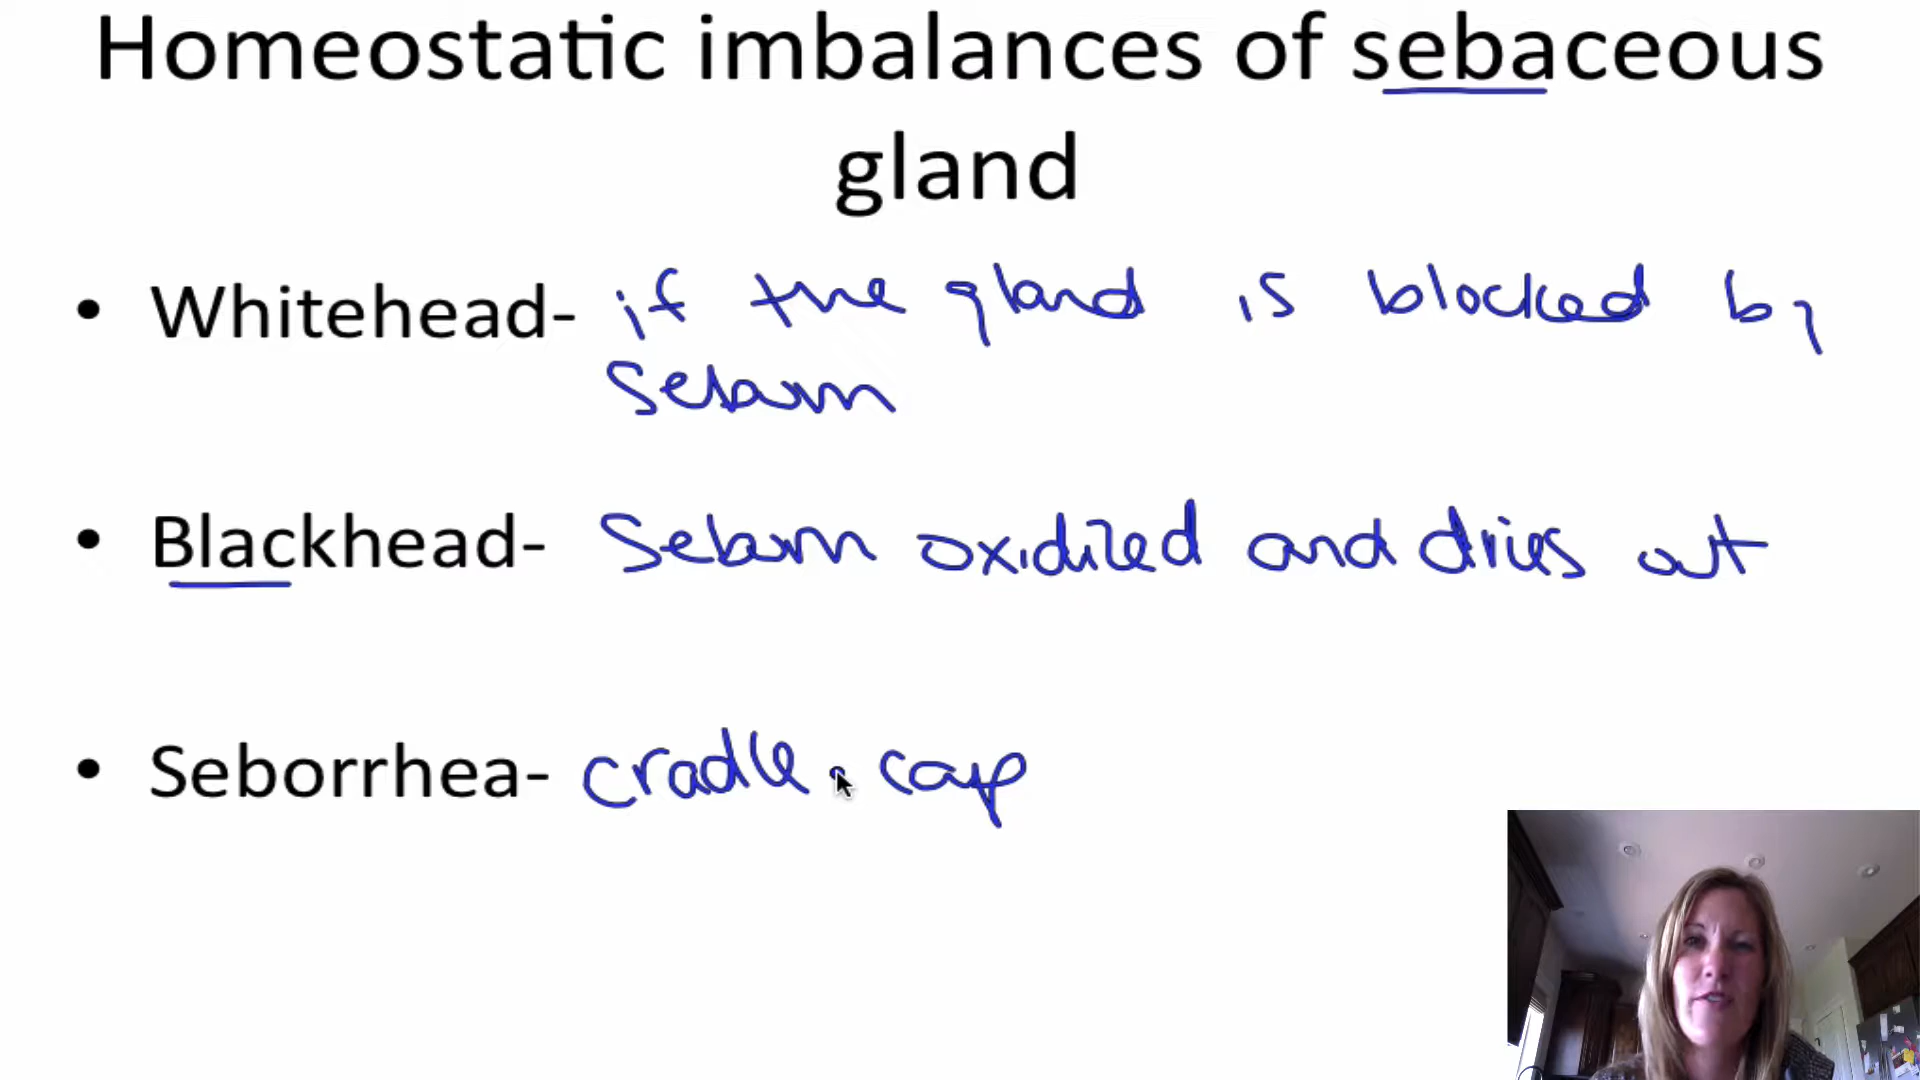 Homeostatic imbalances of sebaceous
gland
• Whitehead- if the gland is blocked by
Sebum
• Blackhead- Sebum oxidized and dries out
• Seborrhea- cradle cap